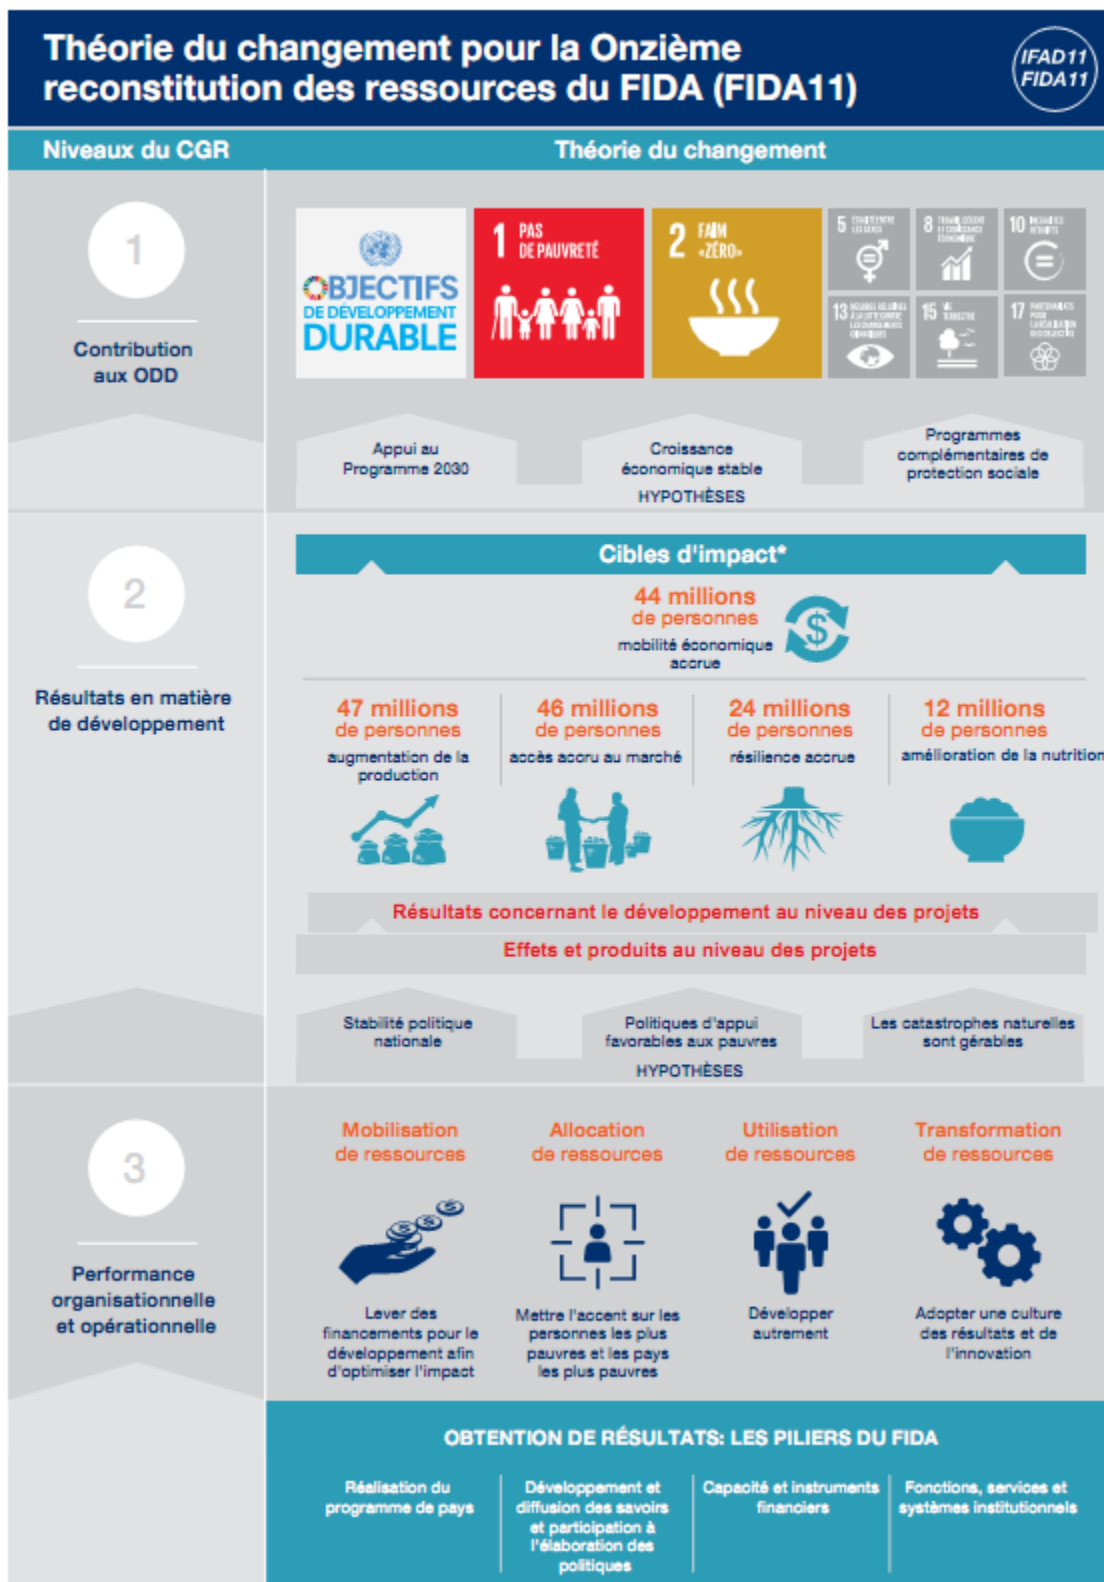 Théorie du changement pour la Onzième
reconstitution des ressources du FIDA (FIDA11)
IFAD11
FIDA11
Niveaux du CGR
Théorie du changement
1
Contribution
aux ODD
OBJECTIFS
DE DÉVELOPPEMENT
DURABLE
1 PAS
DE PAUVRETÉ
2 FAIM
«ZÉRO»
5
8
10
13
15 VIE
TERRESTRE
17
Appui au
Programme 2030
Croissance
économique stable
Programmes
complémentaires de
protection sociale
HYPOTHÈSES
2
Résultats en matière
de développement
Cibles d'impact*
44 millions
de personnes
mobilité économique
accrue
$
47 millions
de personnes
augmentation de la
production
46 millions
de personnes
accès accru au marché
24 millions
de personnes
résilience accrue
12 millions
de personnes
amélioration de la nutrition
Résultats concernant le développement au niveau des projets
Effets et produits au niveau des projets
Stabilité politique
nationale
Politiques d'appui
favorables aux pauvres
Les catastrophes naturelles
sont gérables
HYPOTHÈSES
3
Performance
organisationnelle
et opérationnelle
Mobilisation
de ressources
Lever des
financements pour le
développement afin
d'optimiser l'impact
Allocation
de ressources
Mettre l'accent sur les
personnes les plus
pauvres et les pays
les plus pauvres
Utilisation
de ressources
Développer
autrement
Transformation
de ressources
Adopter une culture
des résultats et de
l'innovation
OBTENTION DE RÉSULTATS: LES PILIERS DU FIDA
Réalisation du
programme de pays
Développement et
diffusion des savoirs
et participation à
l'élaboration des
politiques
Capacité et instruments
financiers
Fonctions, services et
systèmes institutionnels